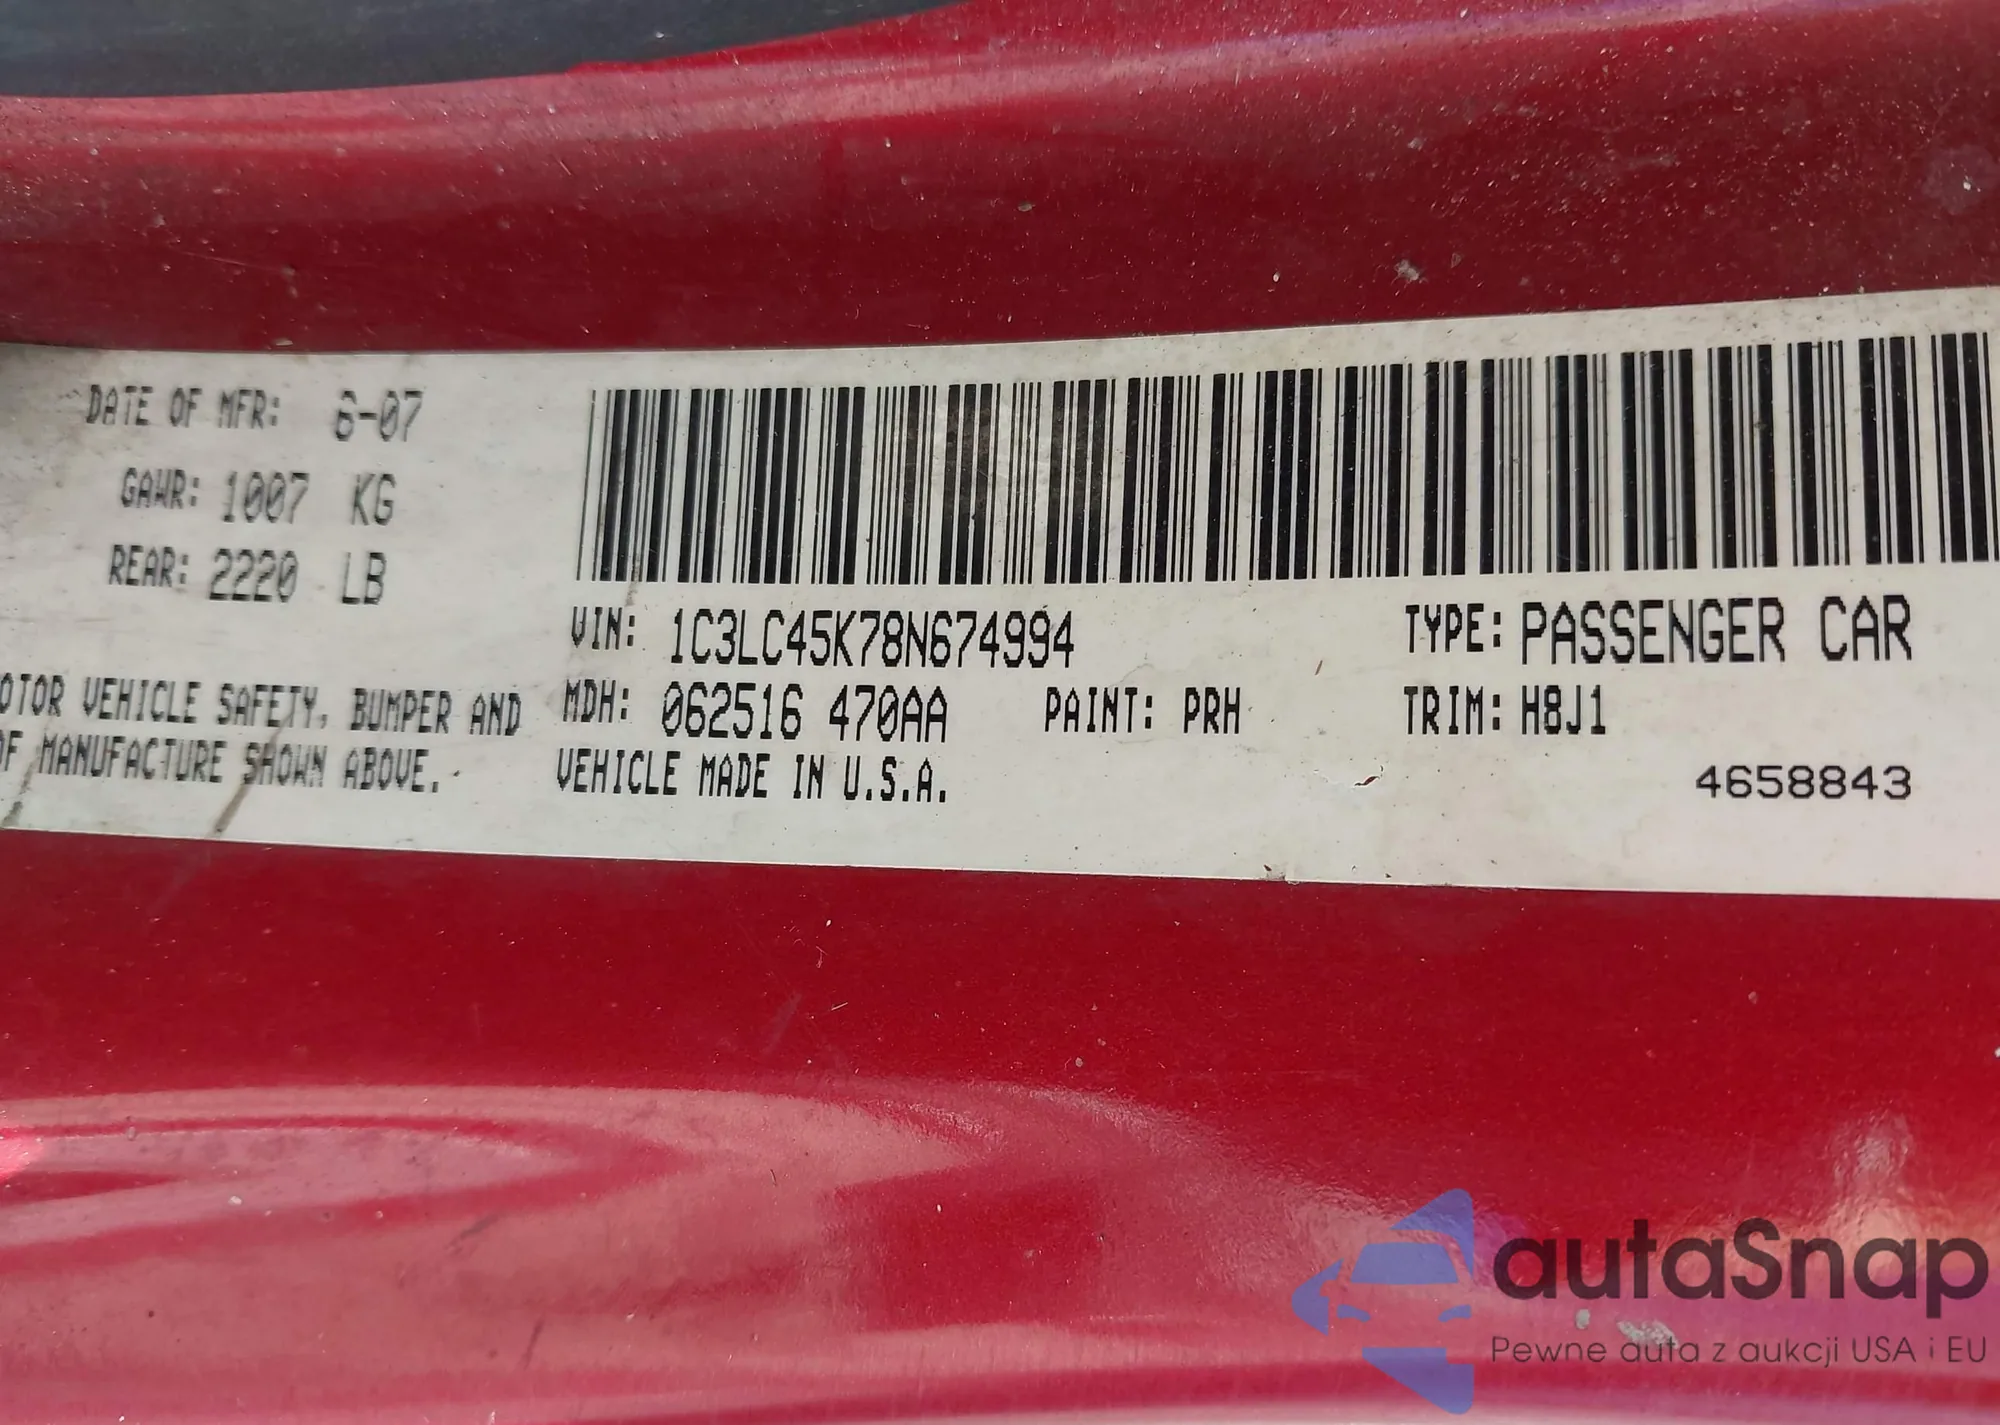 DATE OF MFR: 6-07
GAWR: 1007 KG
REAR: 2220 LB
OTOR VEHICLE SAFETY, BUMPER AND
OF MANUFACTURE SHOWN ABOVE.
VIN: 1C3LC45K78N674994
TYPE: PASSENGER CAR
MDH: 062516 470AA
PAINT: PRH
TRIM: H8J1
VEHICLE MADE IN U.S.A.
4658843
autaSnap
Pewne auta z aukcji USA i EU